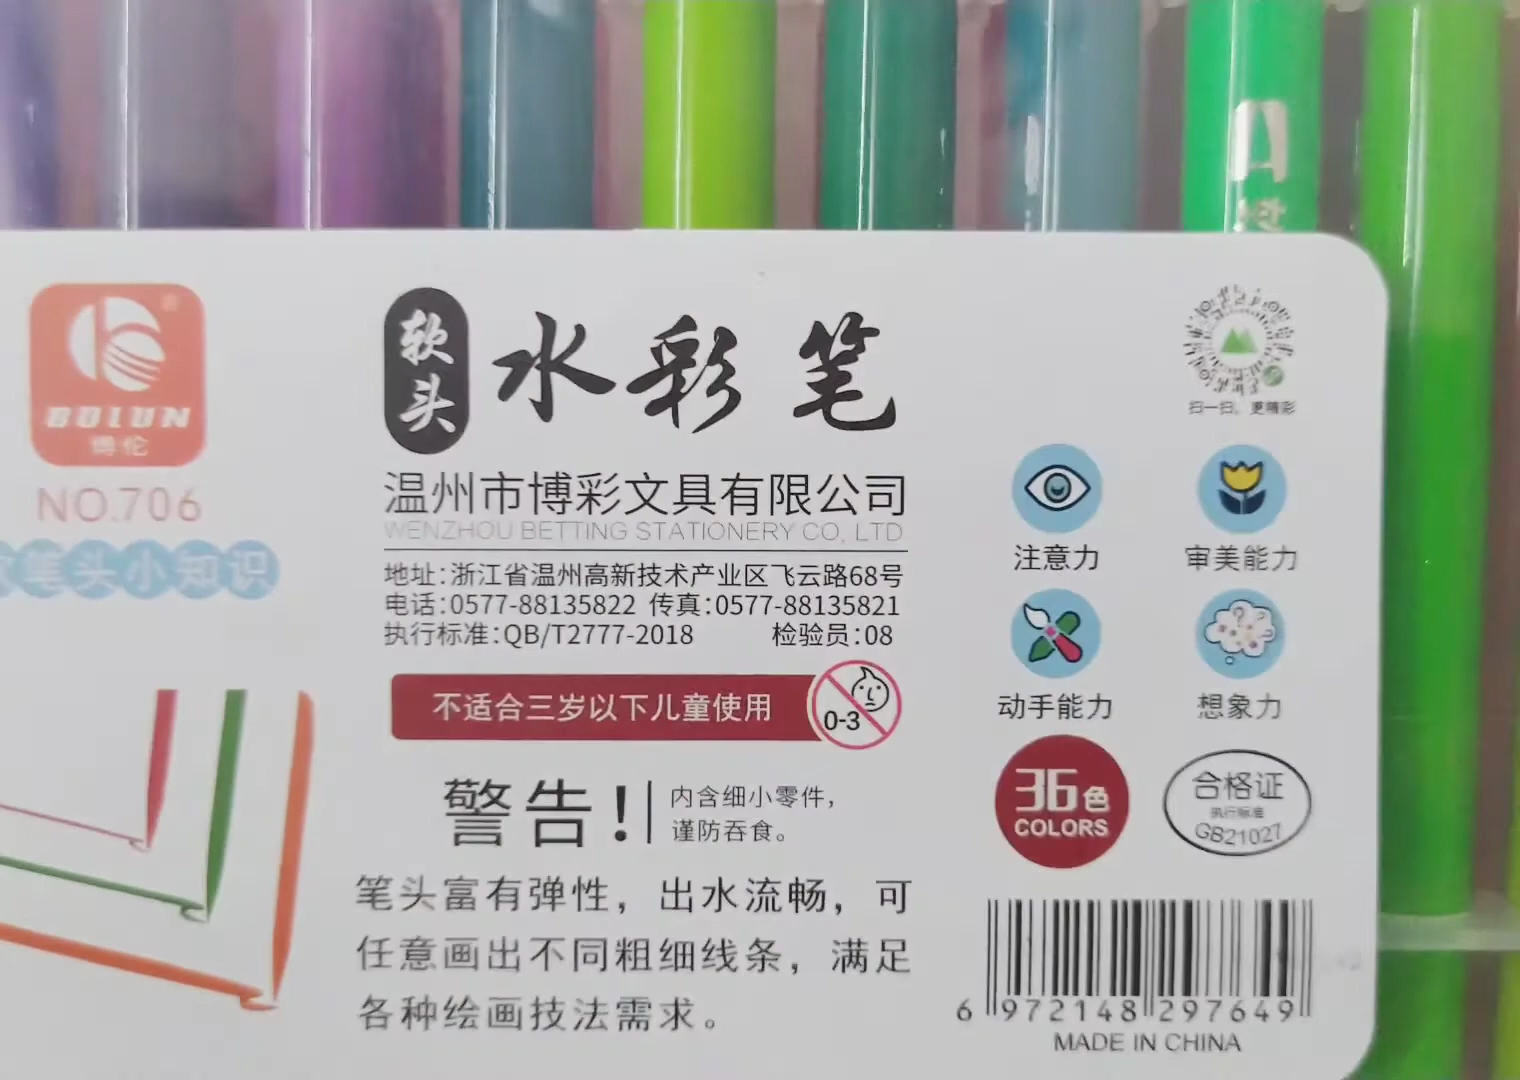 BOLUN
博伦
NO.706
笔头小知识
软头
水彩笔
温州市博彩文具有限公司
WENZHOU BETTING STATIONERY CO, LTD
地址:浙江省温州高新技术产业区飞云路68号
电话:0577-88135822 传真:0577-88135821
执行标准:QB/T2777-2018 检验员:08
不适合三岁以下儿童使用
0-3
警告!
内含细小零件,
谨防吞食。
笔头富有弹性，出水流畅，可
任意画出不同粗细线条，满足
各种绘画技法需求。
扫一扫，更精彩
注意力
审美能力
动手能力
想象力
36色
COLORS
合格证
执行标准
GB21027
6 972148 297649
MADE IN CHINA